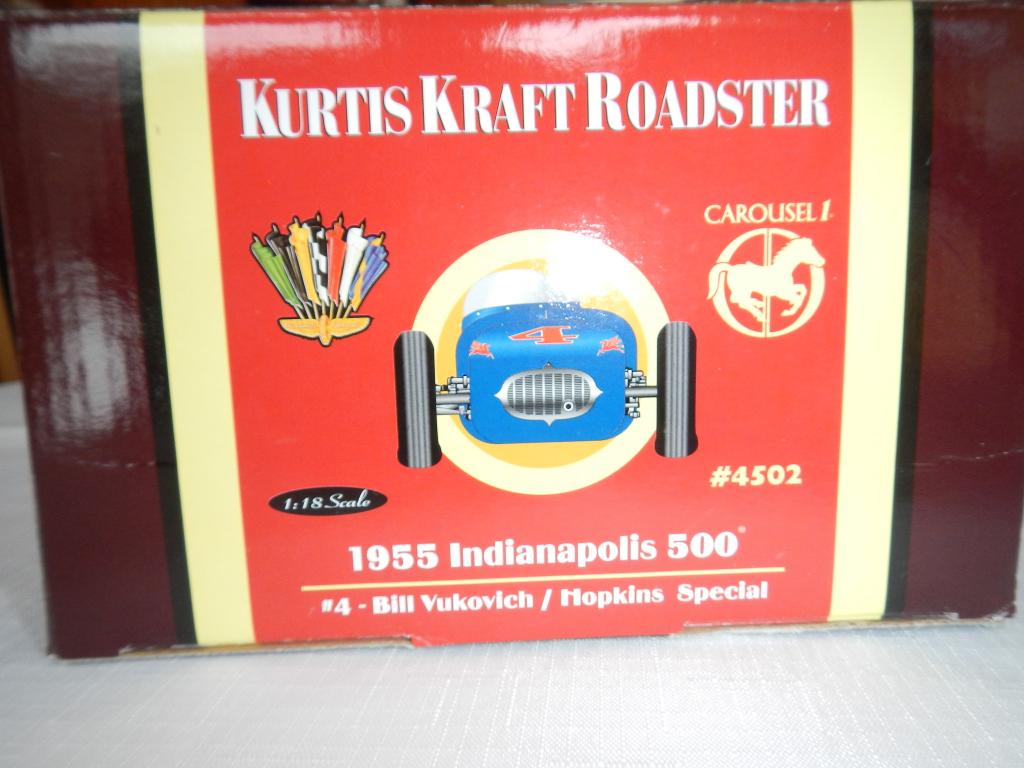 KURTIS KRAFT ROADSTER
CAROUSEL 1
4
#4502
1:18 Scale
1955 Indianapolis 500
#4 - Bill Vukovich / Hopkins Special